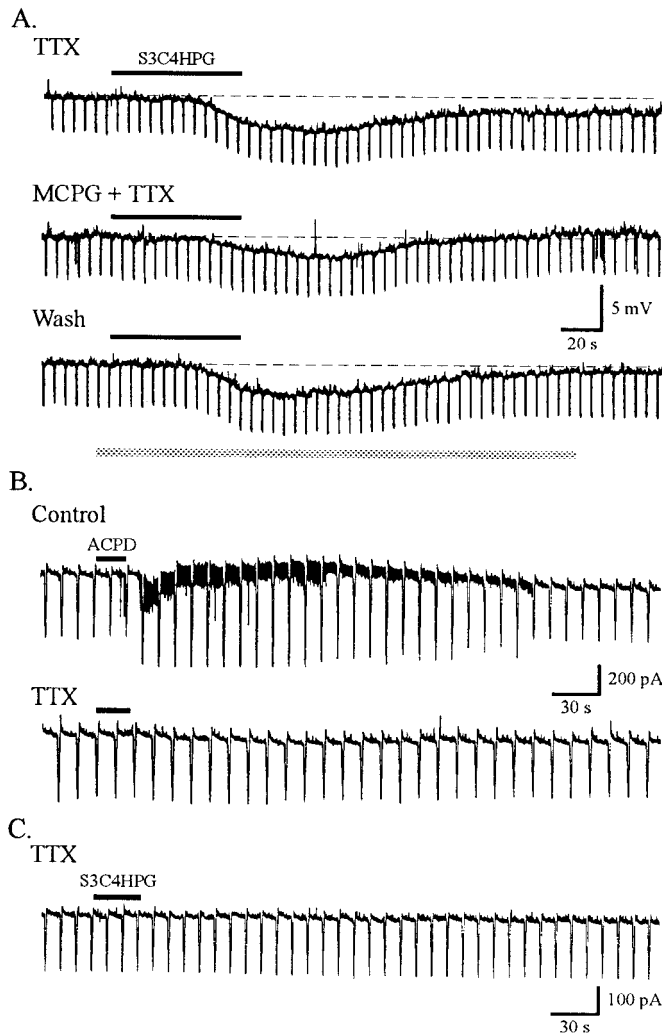 A.
TTX
S3C4HPG
MCPG + TTX
Wash
5 mV
20 s
B.
Control
ACPD
200 pA
30 s
TTX
C.
TTX
S3C4HPG
100 pA
30 s